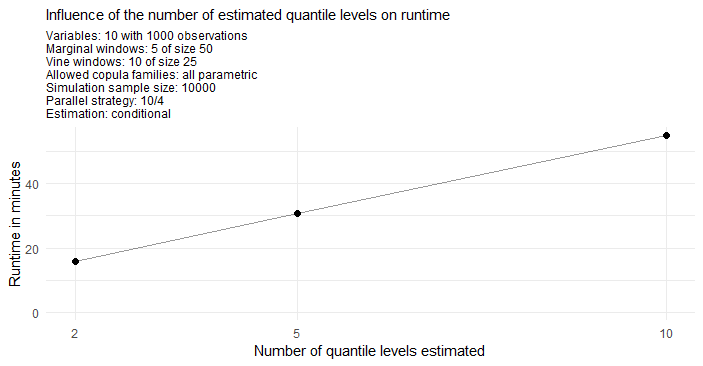 Influence of the number of estimated quantile levels on runtime
Variables: 10 with 1000 observations
Marginal windows: 5 of size 50
Vine windows: 10 of size 25
Allowed copula families: all parametric
Simulation sample size: 10000
Parallel strategy: 10/4
Estimation: conditional
Runtime in minutes
40
20
0
2 5 10
Number of quantile levels estimated